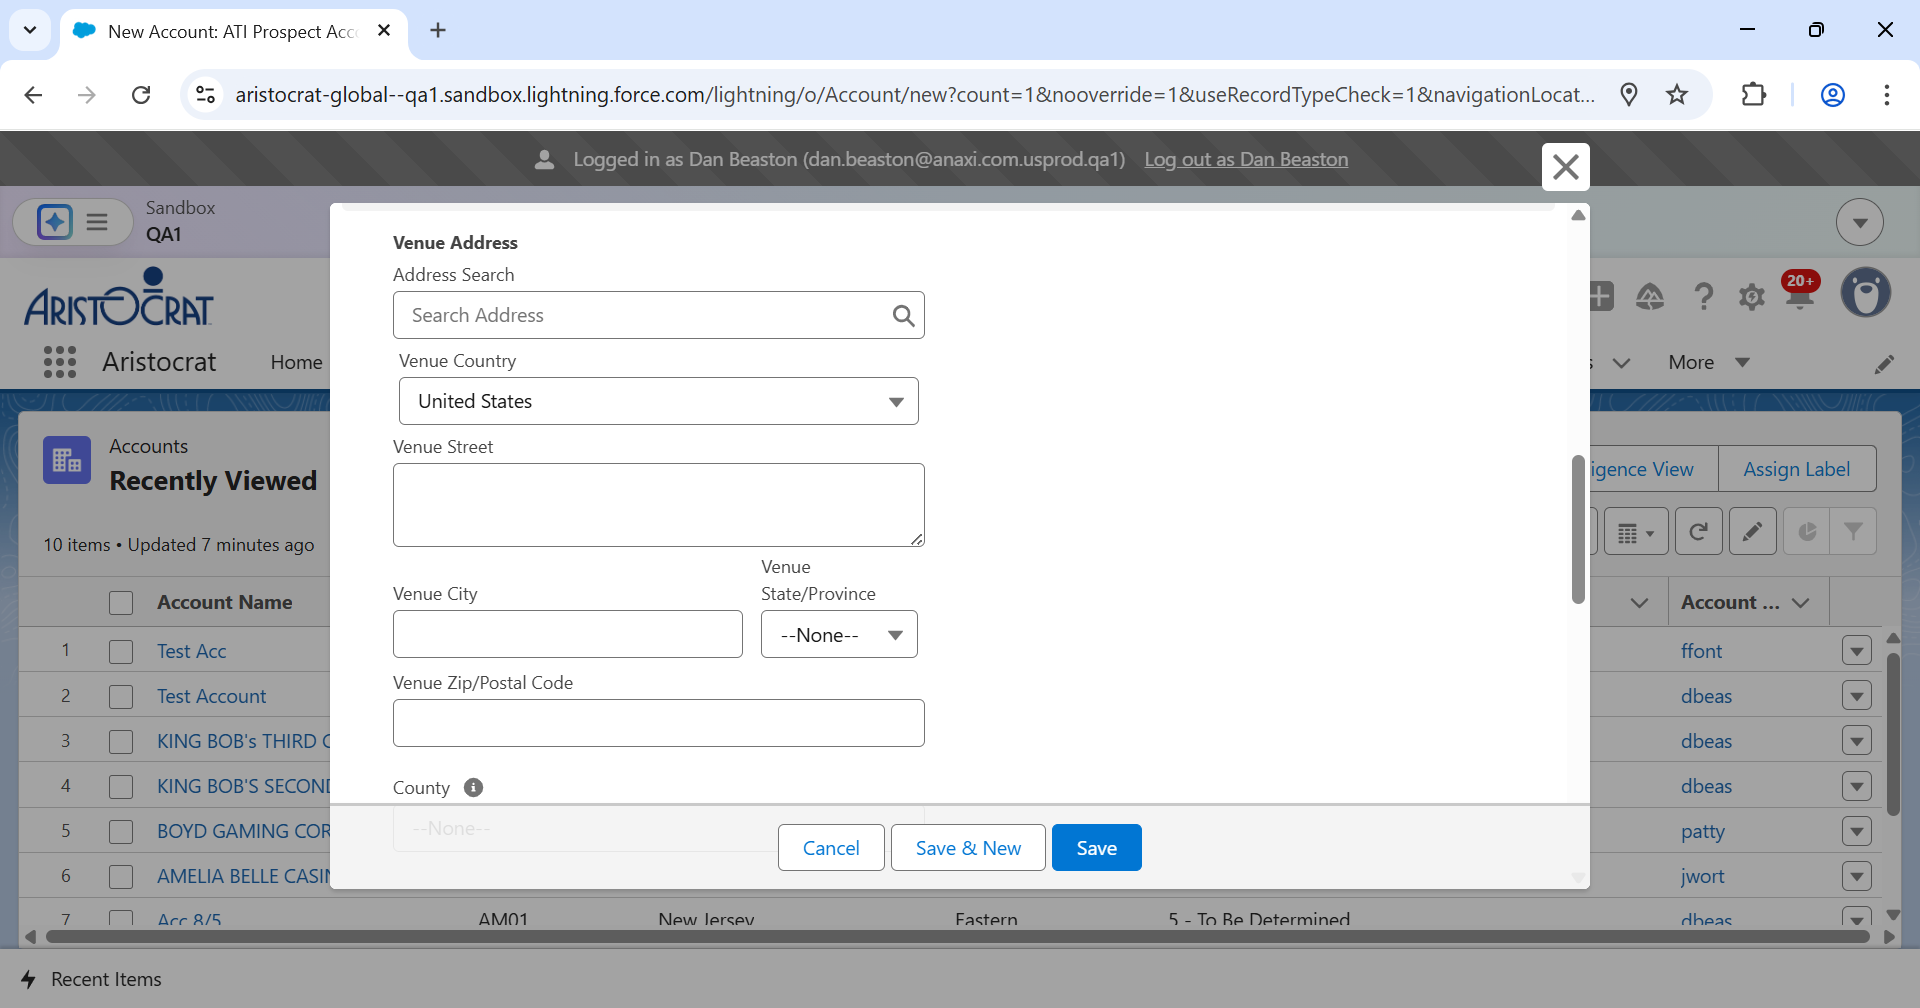 New Account: ATI Prospect Acc
aristocrat-global--qa1.sandbox.lightning.force.com/lightning/o/Account/new?count=1&nooverride=1&useRecordTypeCheck=1&navigationLocat...
Logged in as Dan Beaston (dan.beaston@anaxi.com.usprod.qa1) Log out as Dan Beaston
Sandbox
QA1
ARISTOCRAT
20+
Aristocrat Home
More
Accounts
Recently Viewed
igence View Assign Label
10 items • Updated 7 minutes ago
Account Name Account ...
1 Test Acc ffont
2 Test Account dbeas
3 KING BOB's THIRD dbeas
4 KING BOB'S SECOND dbeas
5 BOYD GAMING COR patty
6 AMELIA BELLE CASIN jwort
7 Acc 8/5 AM01 New Jersey Eastern 5 - To Be Determined dbeas
Venue Address
Address Search
Search Address
Venue Country
United States
Venue Street
Venue City
Venue State/Province
--None--
Venue Zip/Postal Code
County
--None--
Cancel Save & New Save
Recent Items